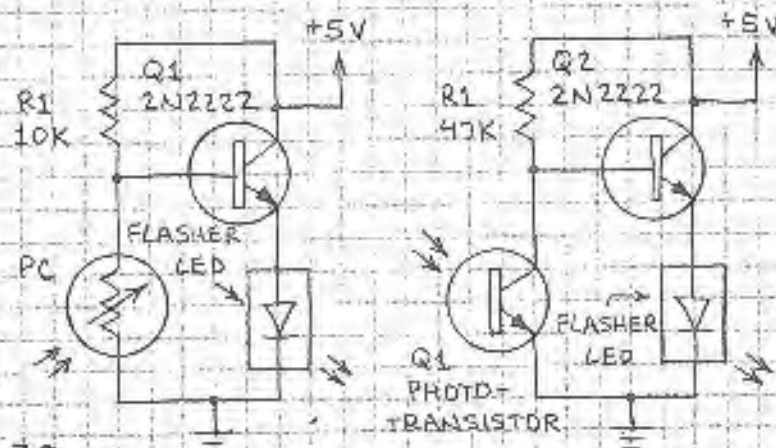 +5V
Q1
2N2222
R1
10K
FLASHER
LED
PC
+5V
Q2
2N2222
R1
47K
FLASHER
LED
Q1
PHOTO-
TRANSISTOR